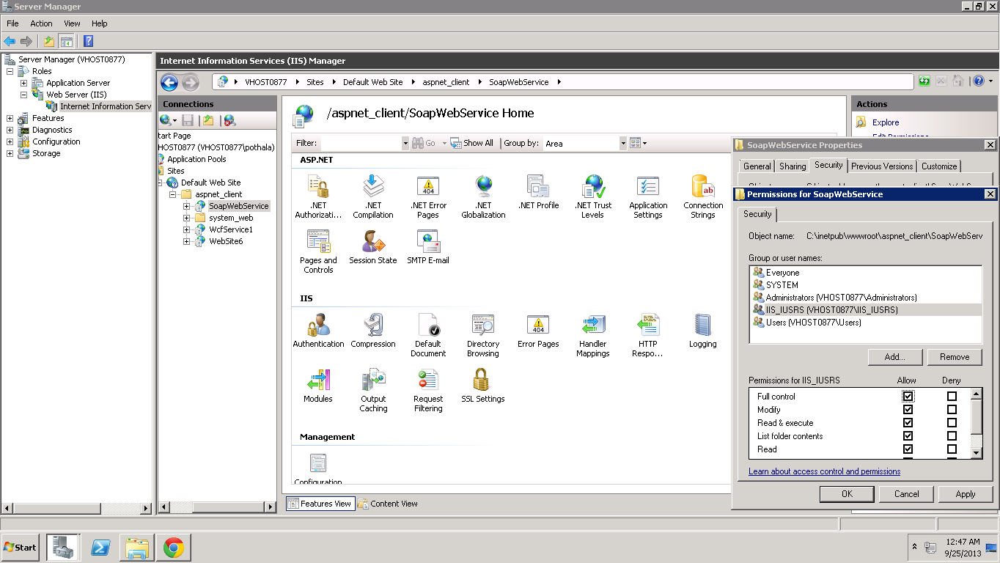 Server Manager
File Action View Help
Server Manager (VHOST0877)
Roles
Application Server
Web Server (IIS)
Internet Information Serv
Features
Diagnostics
Configuration
Storage
Internet Information Services (IIS) Manager
VHOST0877 Sites Default Web Site aspnet_client SoapWebService
Connections
tart Page
HOST0877 (VHOST0877\pothala)
Application Pools
Sites
Default Web Site
aspnet_client
SoapWebService
system_web
WcfService1
WebSite6
/aspnet_client/SoapWebService Home
Filter: Go Show All Group by: Area
ASP.NET
.NET Authorizati...
.NET Compilation
.NET Error Pages
.NET Globalization
.NET Profile
.NET Trust Levels
Application Settings
Connection Strings
Pages and Controls
Session State
SMTP E-mail
IIS
Authentication
Compression
Default Document
Directory Browsing
Error Pages
Handler Mappings
HTTP Respo...
Logging
Modules
Output Caching
Request Filtering
SSL Settings
404
404
ab
Management
Configuration
Features View Content View
Actions
Explore
Edit Permissions
SoapWebService Properties
General Sharing Security Previous Versions Customize
Permissions for SoapWebService
Security
Object name: C:\inetpub\wwwroot\aspnet_client\SoapWebServ
Group or user names:
Everyone
SYSTEM
Administrators (VHOST0877\Administrators)
IIS_IUSRS (VHOST0877\IIS_IUSRS)
Users (VHOST0877\Users)
Add... Remove
Permissions for IIS_IUSRS Allow Deny
Full control
Modify
Read & execute
List folder contents
Read
Learn about access control and permissions
OK Cancel Apply
Start
12:47 AM
9/25/2013